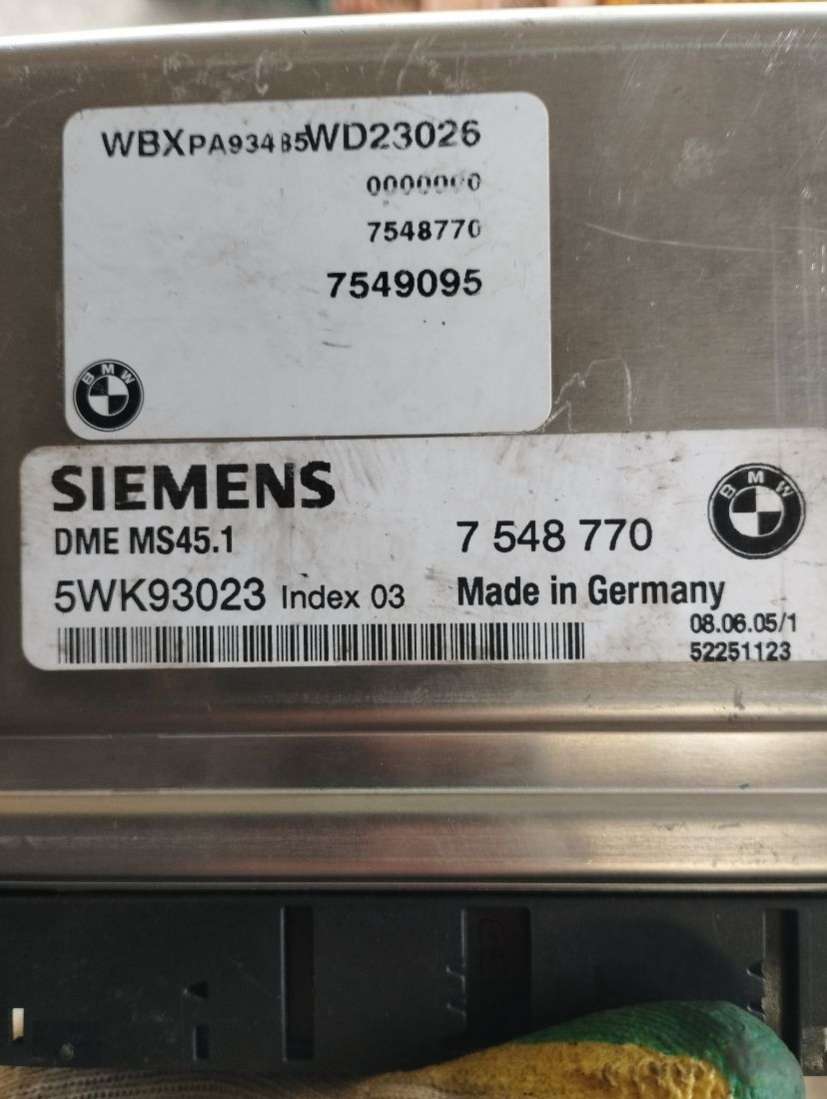 WBXPA93485WD23026
0000000
7548770
7549095
BMW
SIEMENS
DME MS45.1
7 548 770
BMW
5WK93023 Index 03
Made in Germany
08.06.05/1
52251123